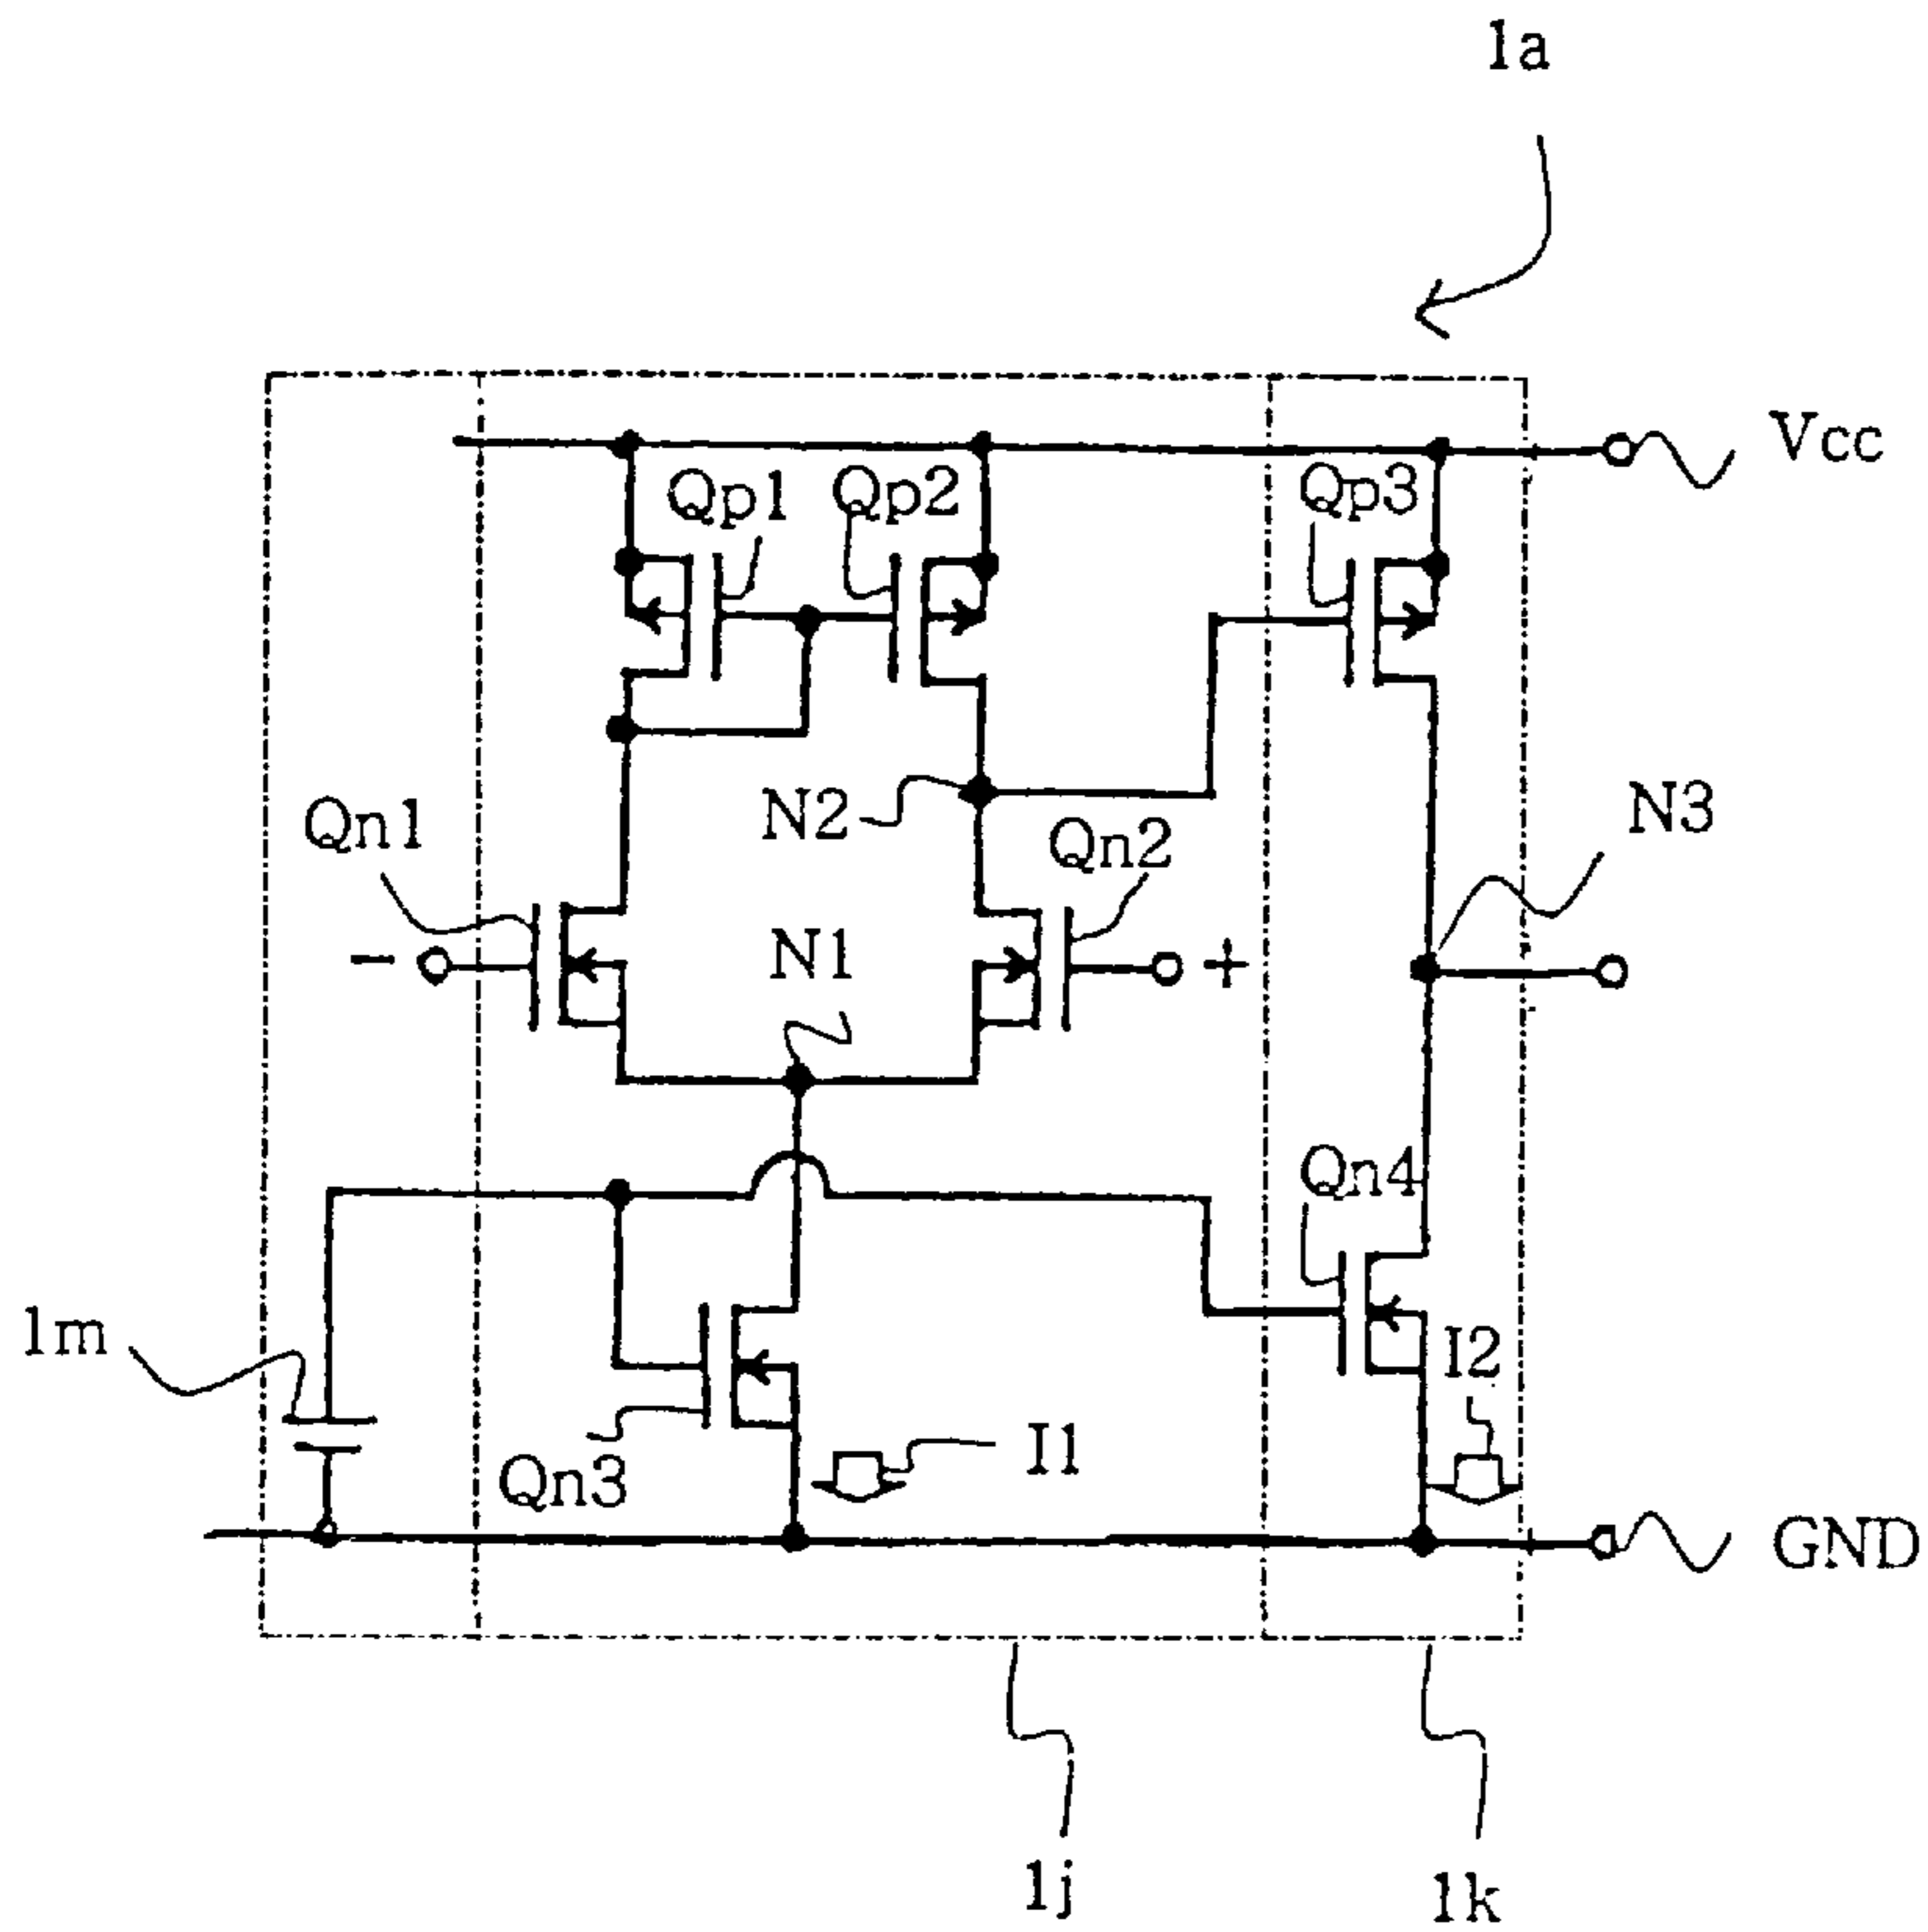 1a
Vcc
Qp1
Qp2
Qp3
N2
N3
Qn1
Qn2
N1
-
+
Qn4
1m
I2
I1
Qn3
GND
1j
1k